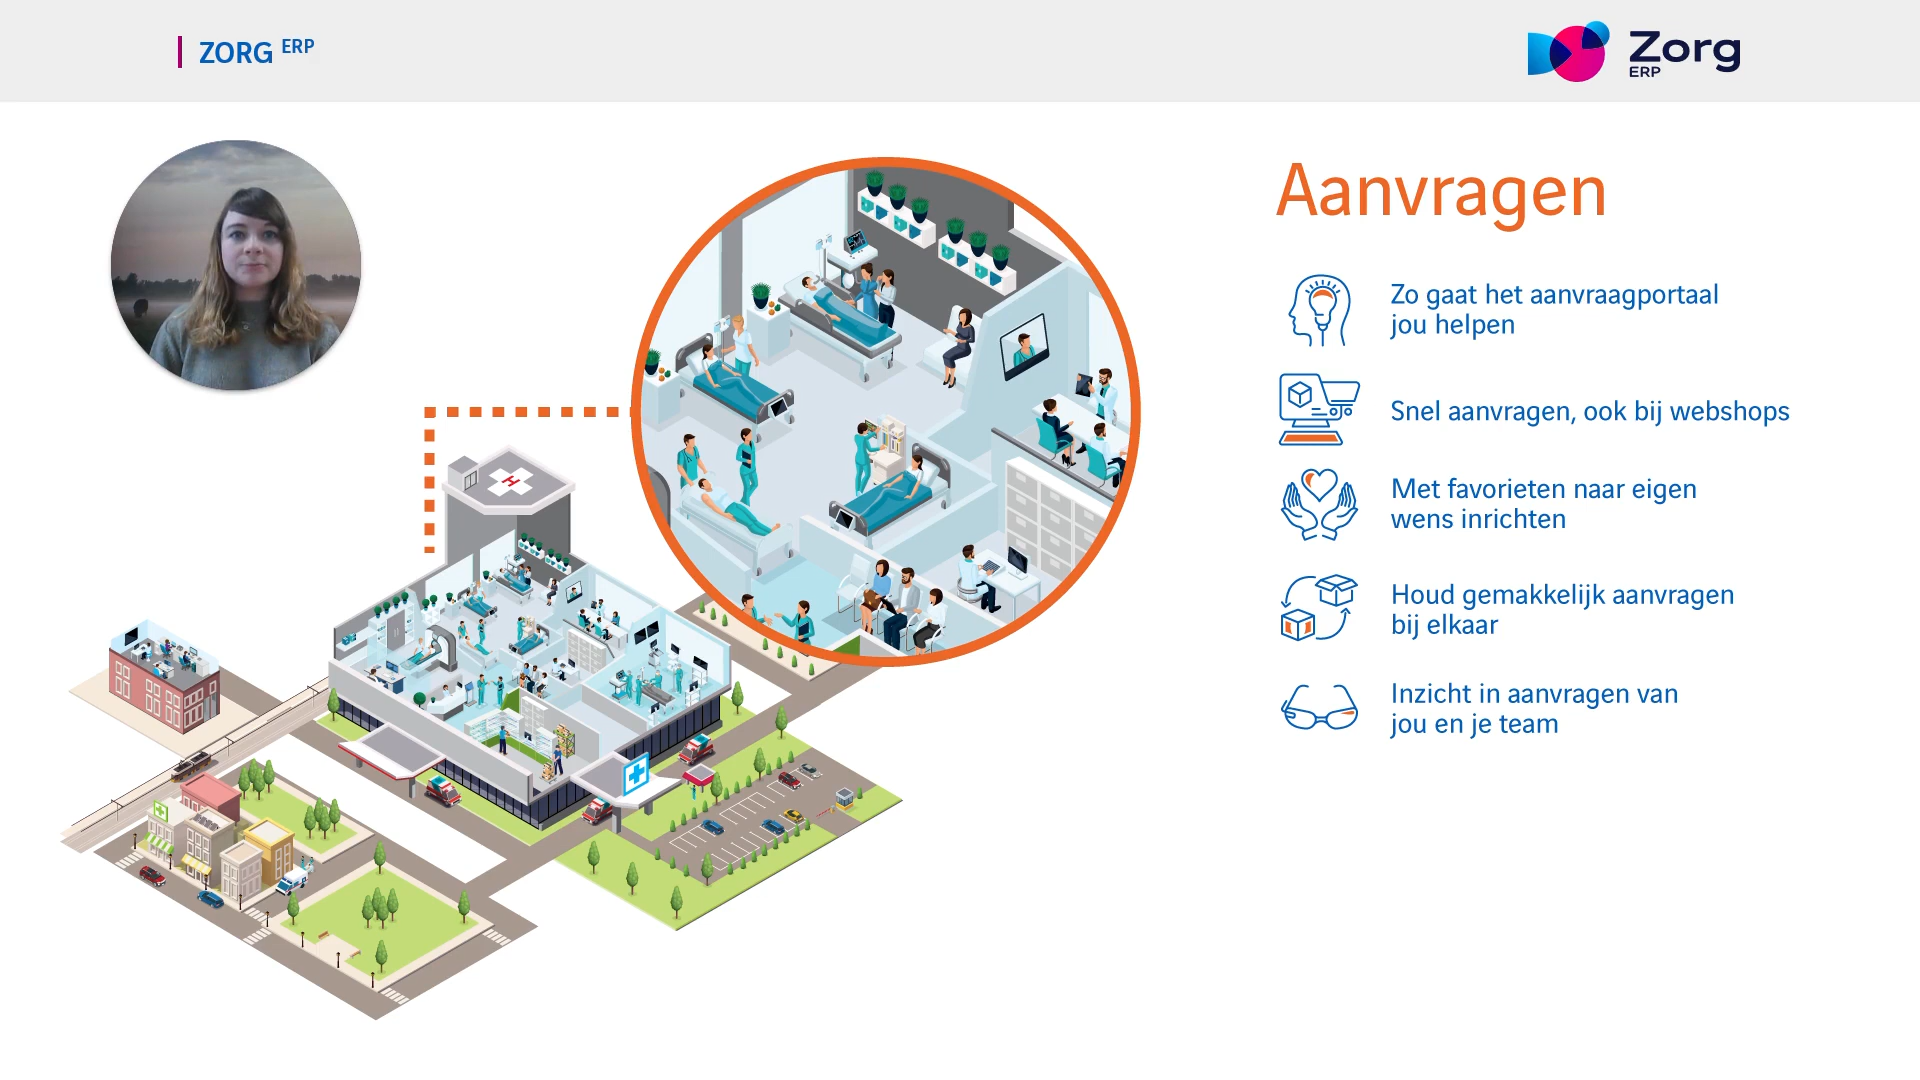 ZORG ERP
Zorg
ERP
Aanvragen
Zo gaat het aanvraagportaal
jou helpen
Snel aanvragen, ook bij webshops
Met favorieten naar eigen
wens inrichten
Houd gemakkelijk aanvragen
bij elkaar
Inzicht in aanvragen van
jou en je team
H